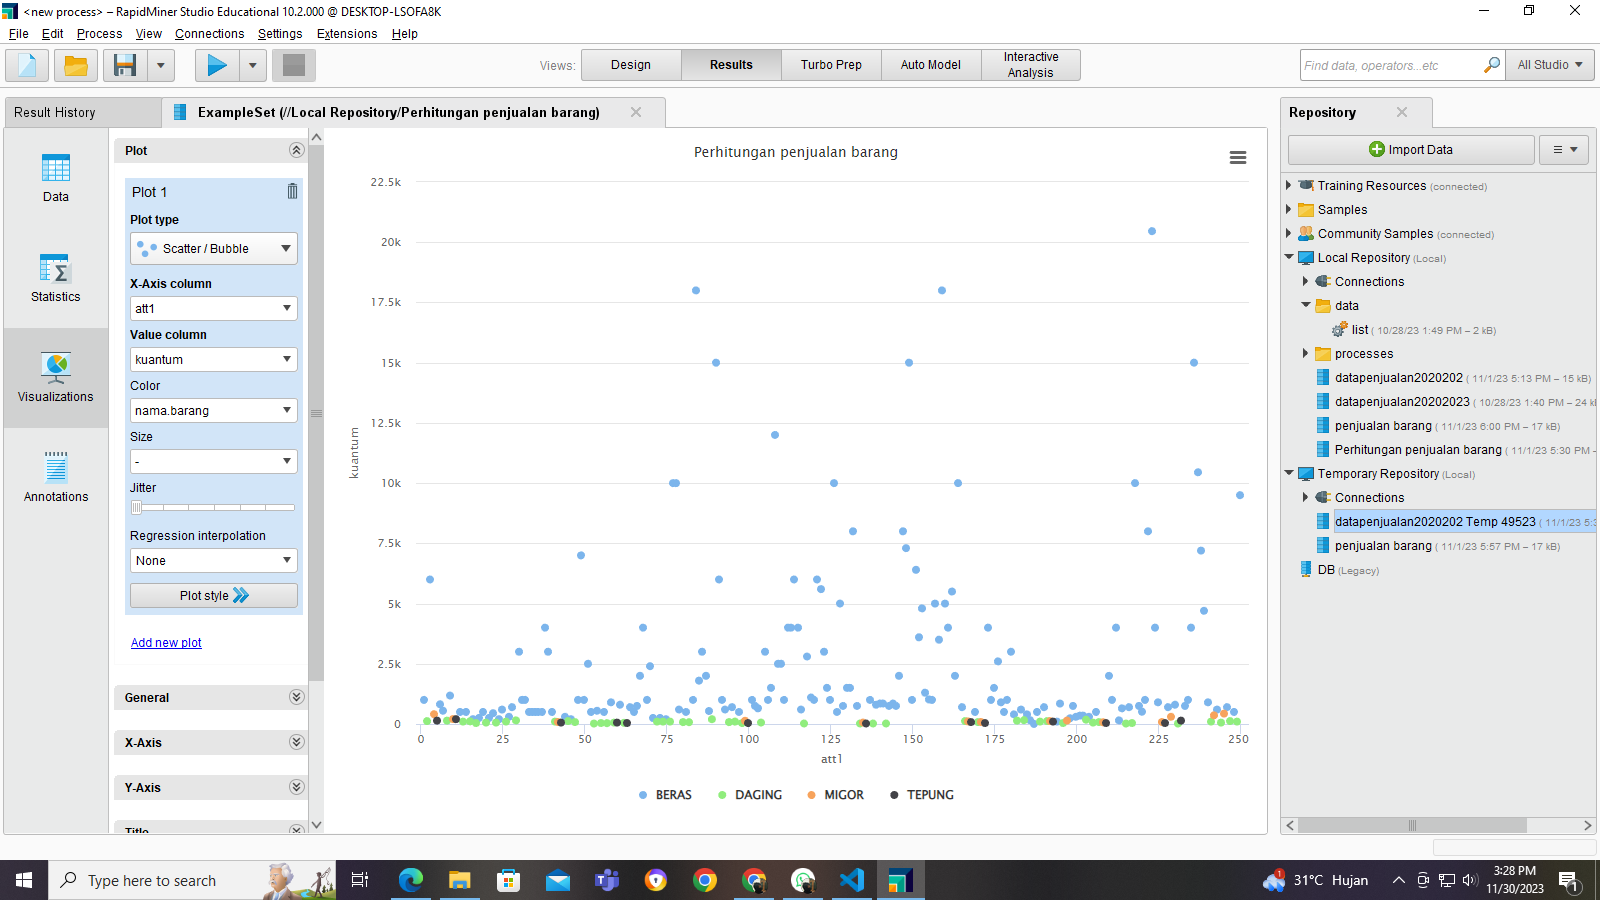 <new process> – RapidMiner Studio Educational 10.2.000 @ DESKTOP-LSOFA8K
File Edit Process View Connections Settings Extensions Help
Views: Design Results Turbo Prep Auto Model Interactive Analysis
Find data, operators...etc All Studio
Result History
ExampleSet (//Local Repository/Perhitungan penjualan barang)
Data
Statistics
Visualizations
Annotations
Plot
Plot 1
Plot type
Scatter / Bubble
X-Axis column
att1
Value column
kuantum
Color
nama.barang
Size
-
Jitter
Regression interpolation
None
Plot style
Add new plot
General
X-Axis
Y-Axis
Title
Perhitungan penjualan barang
kuantum
22.5k
20k
17.5k
15k
12.5k
10k
7.5k
5k
2.5k
0
0 25 50 75 100 125 150 175 200 225 250
att1
BERAS DAGING MIGOR TEPUNG
Repository
Import Data
Training Resources (connected)
Samples
Community Samples (connected)
Local Repository (Local)
Connections
data
list ( 10/28/23 1:49 PM – 2 kB)
processes
datapenjualan2020202 ( 11/1/23 5:13 PM – 15 kB)
datapenjualan20202023 ( 10/28/23 1:40 PM – 24 k
penjualan barang ( 11/1/23 6:00 PM – 17 kB)
Perhitungan penjualan barang ( 11/1/23 5:30 PM –
Temporary Repository (Local)
Connections
datapenjualan2020202 Temp 49523 ( 11/1/23 5:3
penjualan barang ( 11/1/23 5:57 PM – 17 kB)
DB (Legacy)
Type here to search
1
31°C Hujan
3:28 PM
11/30/2023
1